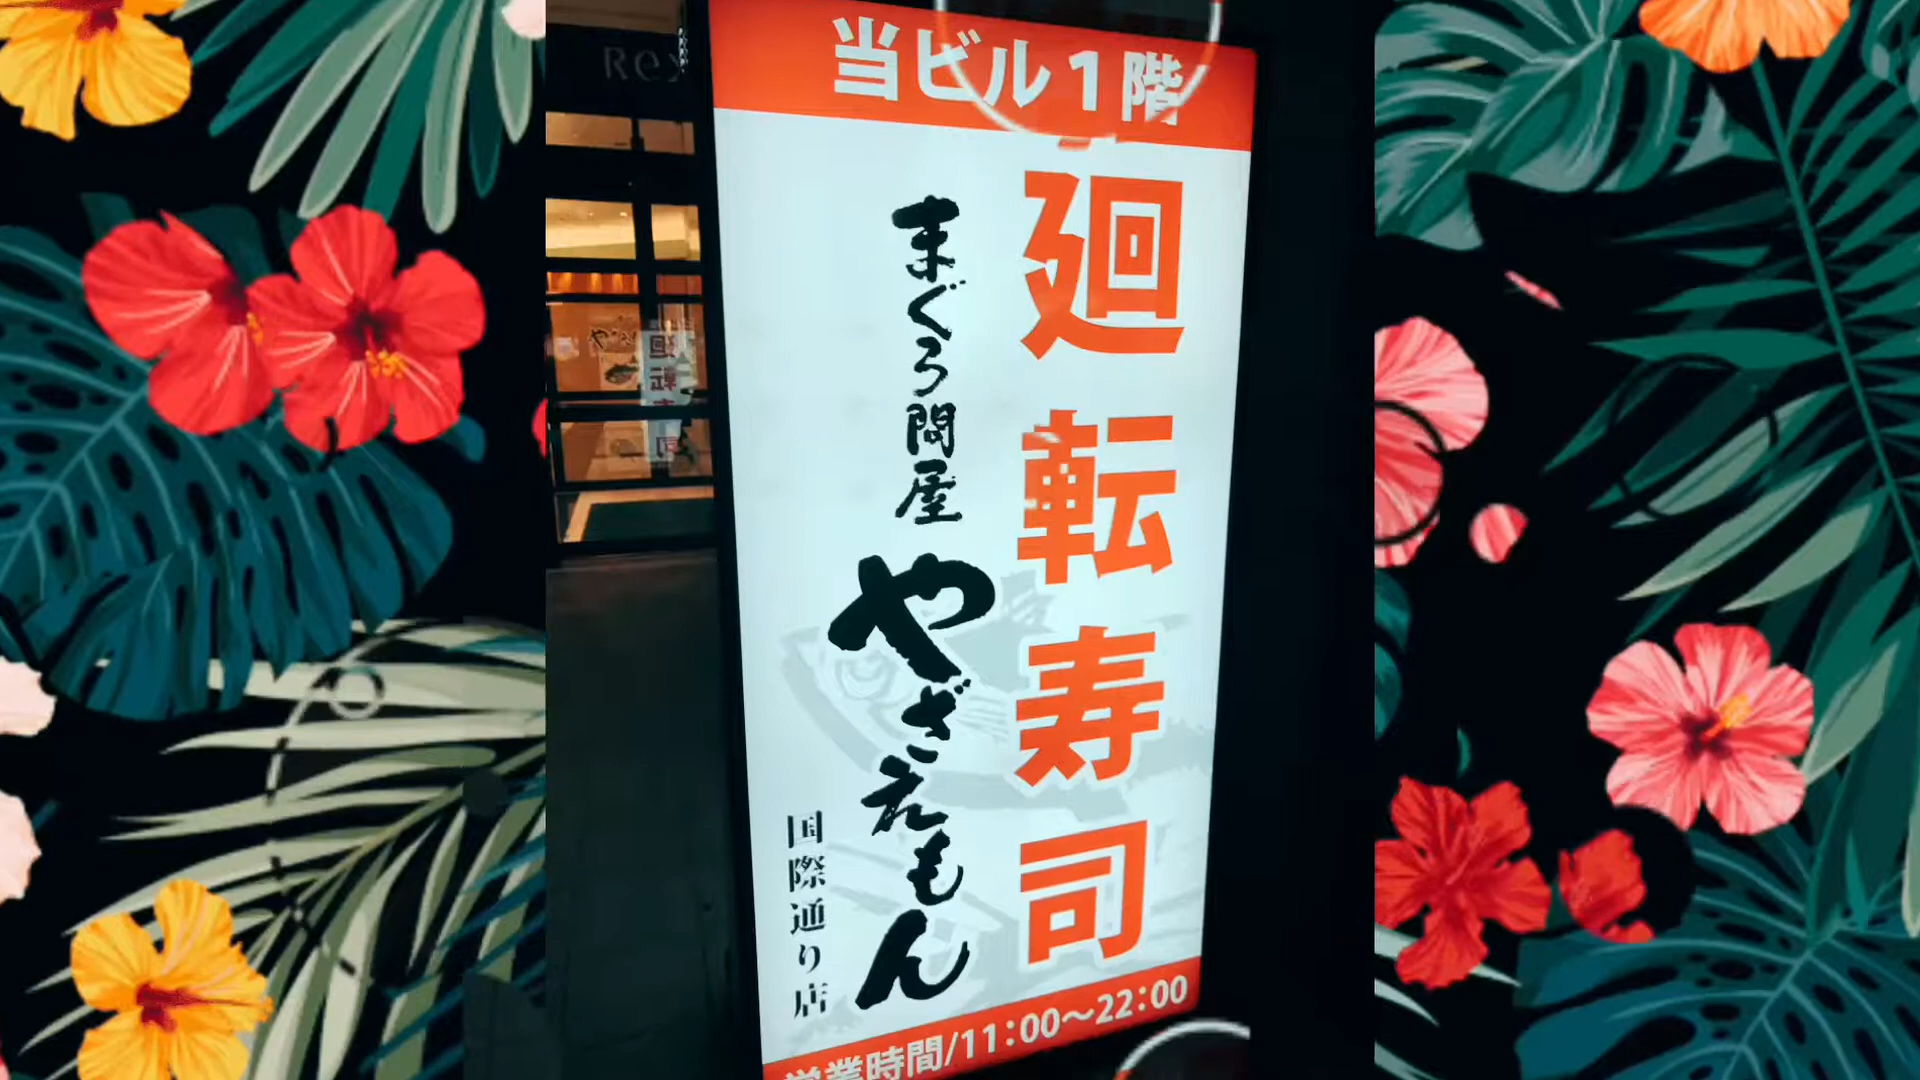 当ビル1階
廻転寿司
まぐろ問屋
やざえもん
国際通り店
営業時間/11:00~22:00